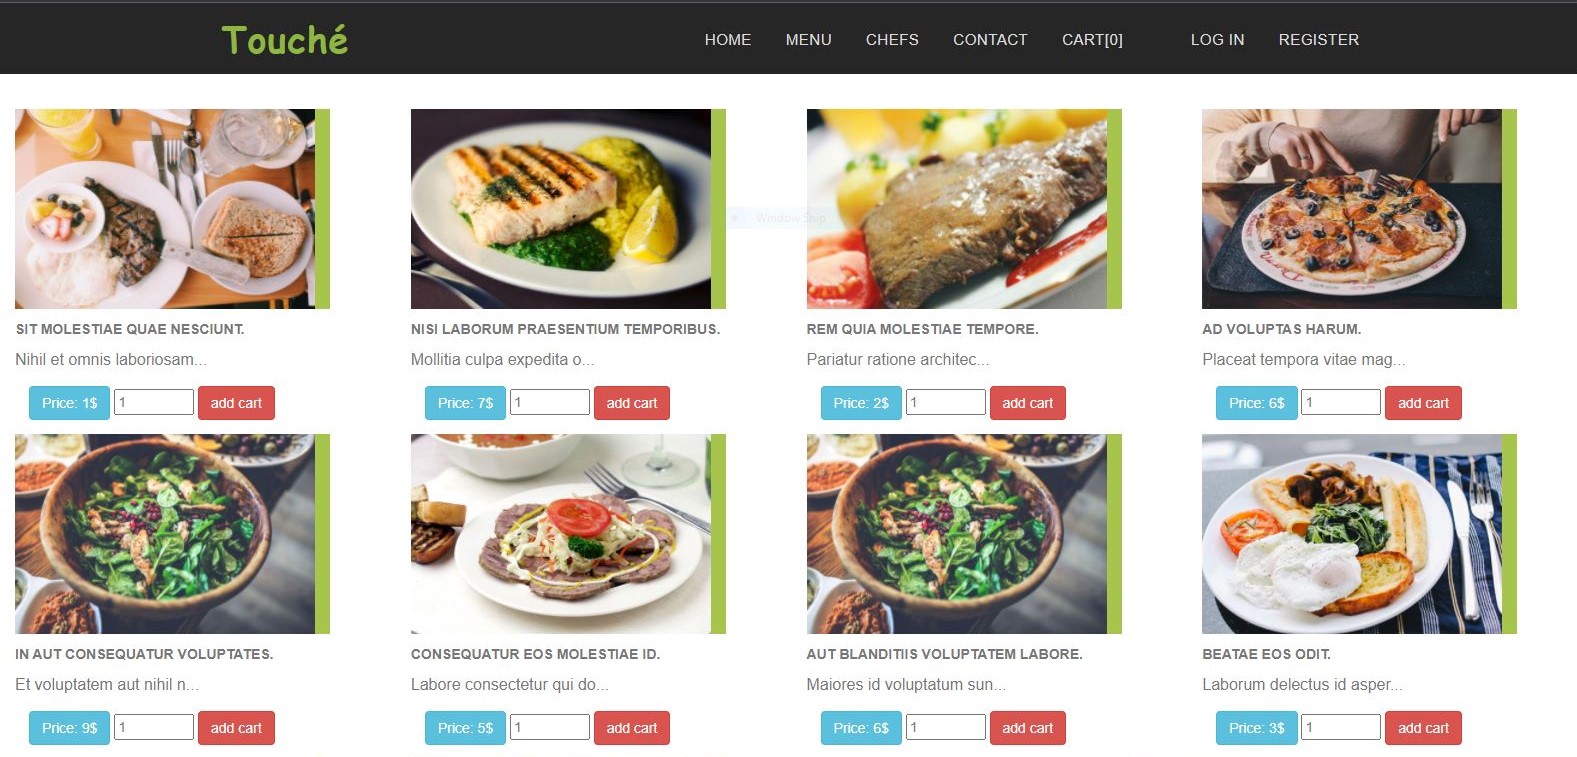 Touché
HOME MENU CHEFS CONTACT CART[0] LOG IN REGISTER
Window Snip
SIT MOLESTIAE QUAE NESCIUNT.
Nihil et omnis laboriosam...
Price: 1$ 1 add cart
NISI LABORUM PRAESENTIUM TEMPORIBUS.
Mollitia culpa expedita o...
Price: 7$ 1 add cart
REM QUIA MOLESTIAE TEMPORE.
Pariatur ratione architec...
Price: 2$ 1 add cart
AD VOLUPTAS HARUM.
Placeat tempora vitae mag...
Price: 6$ 1 add cart
IN AUT CONSEQUATUR VOLUPTATES.
Et voluptatem aut nihil n...
Price: 9$ 1 add cart
CONSEQUATUR EOS MOLESTIAE ID.
Labore consectetur qui do...
Price: 5$ 1 add cart
AUT BLANDITIIS VOLUPTATEM LABORE.
Maiores id voluptatum sun...
Price: 6$ 1 add cart
BEATAE EOS ODIT.
Laborum delectus id asper...
Price: 3$ 1 add cart